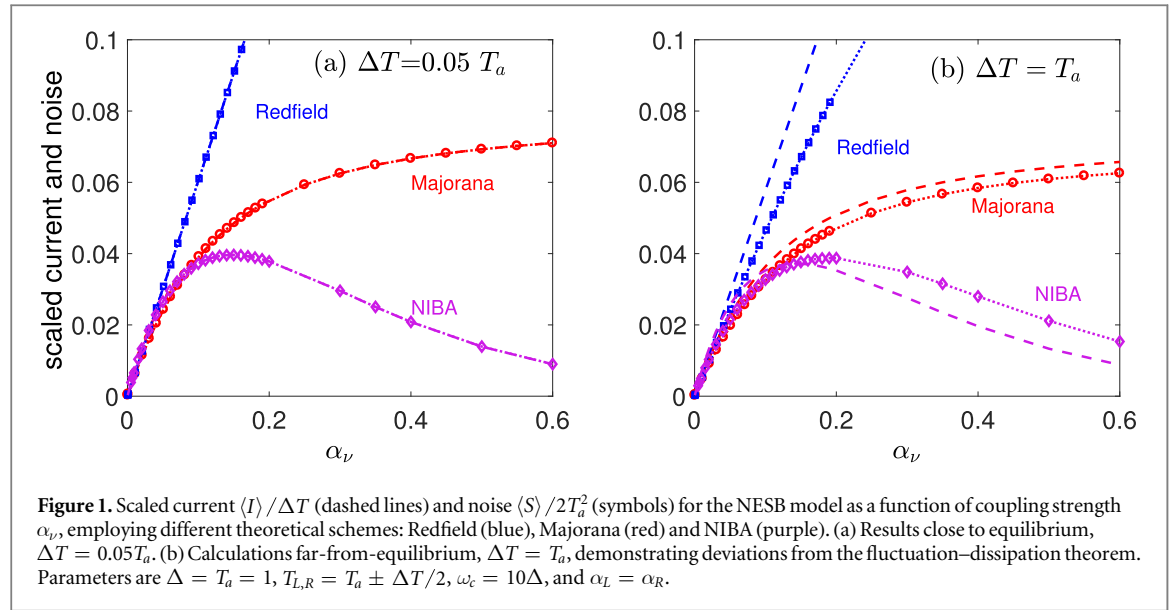 (a) ΔT=0.05 T_a
(b) ΔT = T_a
scaled current and noise
0.1
0.08
0.06
0.04
0.02
0
Redfield
Majorana
NIBA
0
0.2
0.4
0.6
α_ν
0.1
0.08
0.06
0.04
0.02
0
Redfield
Majorana
NIBA
0
0.2
0.4
0.6
α_ν
Figure 1. Scaled current ⟨I⟩/ΔT (dashed lines) and noise ⟨S⟩/2T_a^2 (symbols) for the NESB model as a function of coupling strength
α_ν, employing different theoretical schemes: Redfield (blue), Majorana (red) and NIBA (purple). (a) Results close to equilibrium,
ΔT = 0.05T_a. (b) Calculations far-from-equilibrium, ΔT = T_a, demonstrating deviations from the fluctuation–dissipation theorem.
Parameters are Δ = T_a = 1, T_{L,R} = T_a ± ΔT/2, ω_c = 10Δ, and α_L = α_R.